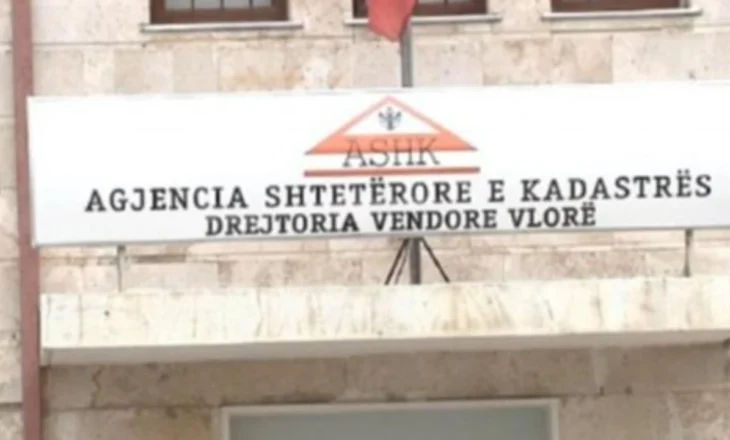 ASHK
AGJENCIA SHTETËRORE E KADASTRËS
DREJTORIA VENDORE VLORË